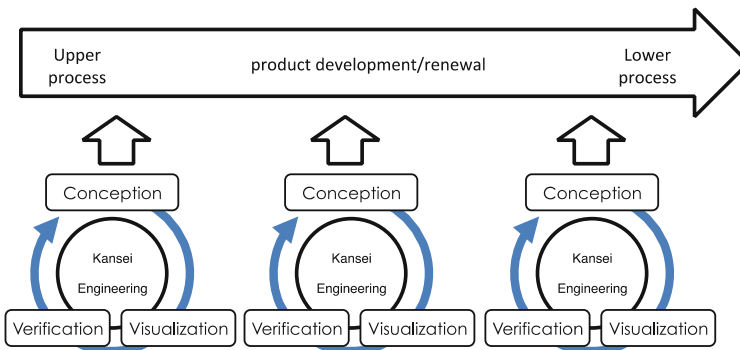 Upper
process
product development/renewal
Lower
process
Conception
Kansei
Engineering
Verification
Visualization
Conception
Kansei
Engineering
Verification
Visualization
Conception
Kansei
Engineering
Verification
Visualization